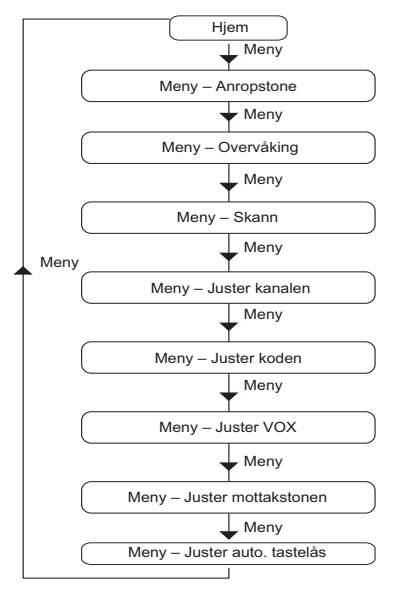 Hjem
Meny
Meny – Anropstone
Meny
Meny – Overvåking
Meny
Meny – Skann
Meny
Meny
Meny – Juster kanalen
Meny
Meny – Juster koden
Meny
Meny – Juster VOX
Meny
Meny – Juster mottakstonen
Meny
Meny – Juster auto. tastelås